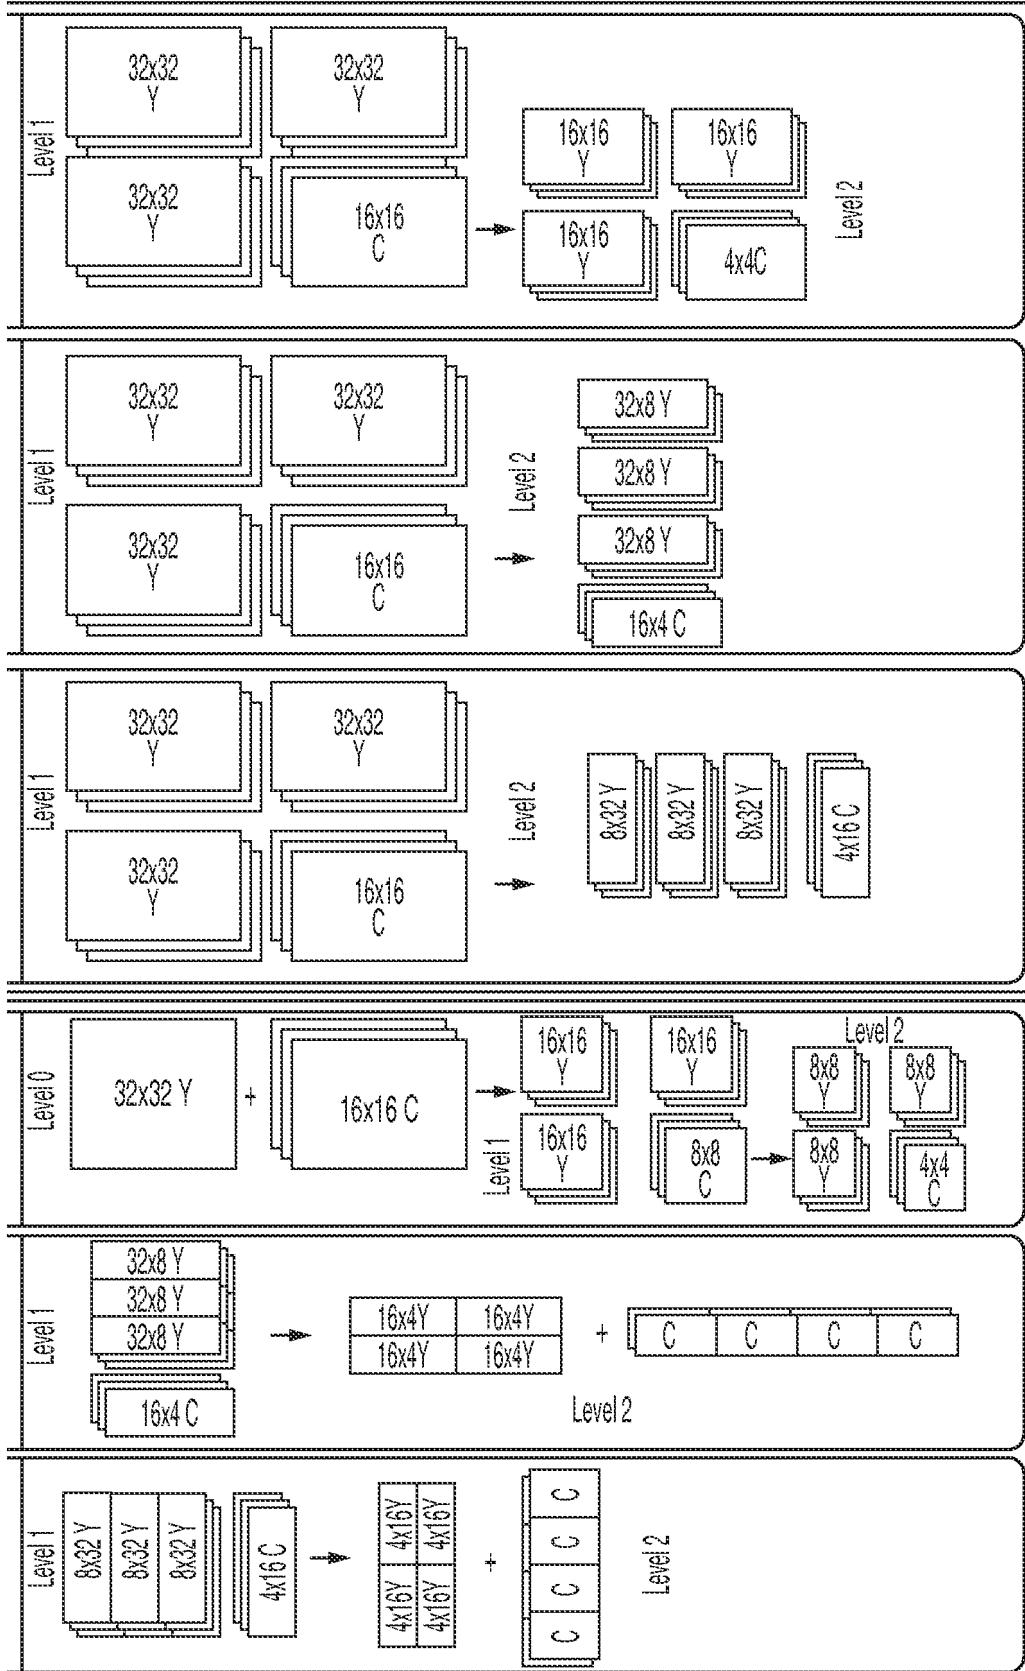 Level 1
32x32
Y
32x32
Y
32x32
Y
16x16
C
16x16
Y
16x16
Y
16x16
Y
4x4C
Level 2
Level 1
32x32
Y
32x32
Y
32x32
Y
16x16
C
Level 2
32x8 Y
32x8 Y
32x8 Y
16x4 C
Level 1
32x32
Y
32x32
Y
32x32
Y
16x16
C
Level 2
8x32 Y
8x32 Y
8x32 Y
4x16 C
Level 0
32x32 Y
+
16x16 C
Level 1
16x16
Y
16x16
Y
16x16
Y
8x8
C
Level 2
8x8
Y
8x8
Y
8x8
Y
4x4
C
Level 1
32x8 Y
32x8 Y
32x8 Y
16x4 C
16x4Y 16x4Y
16x4Y 16x4Y
+
C C C C
Level 2
Level 1
8x32 Y
8x32 Y
8x32 Y
4x16 C
4x16Y 4x16Y
4x16Y 4x16Y
+
C C C C
Level 2